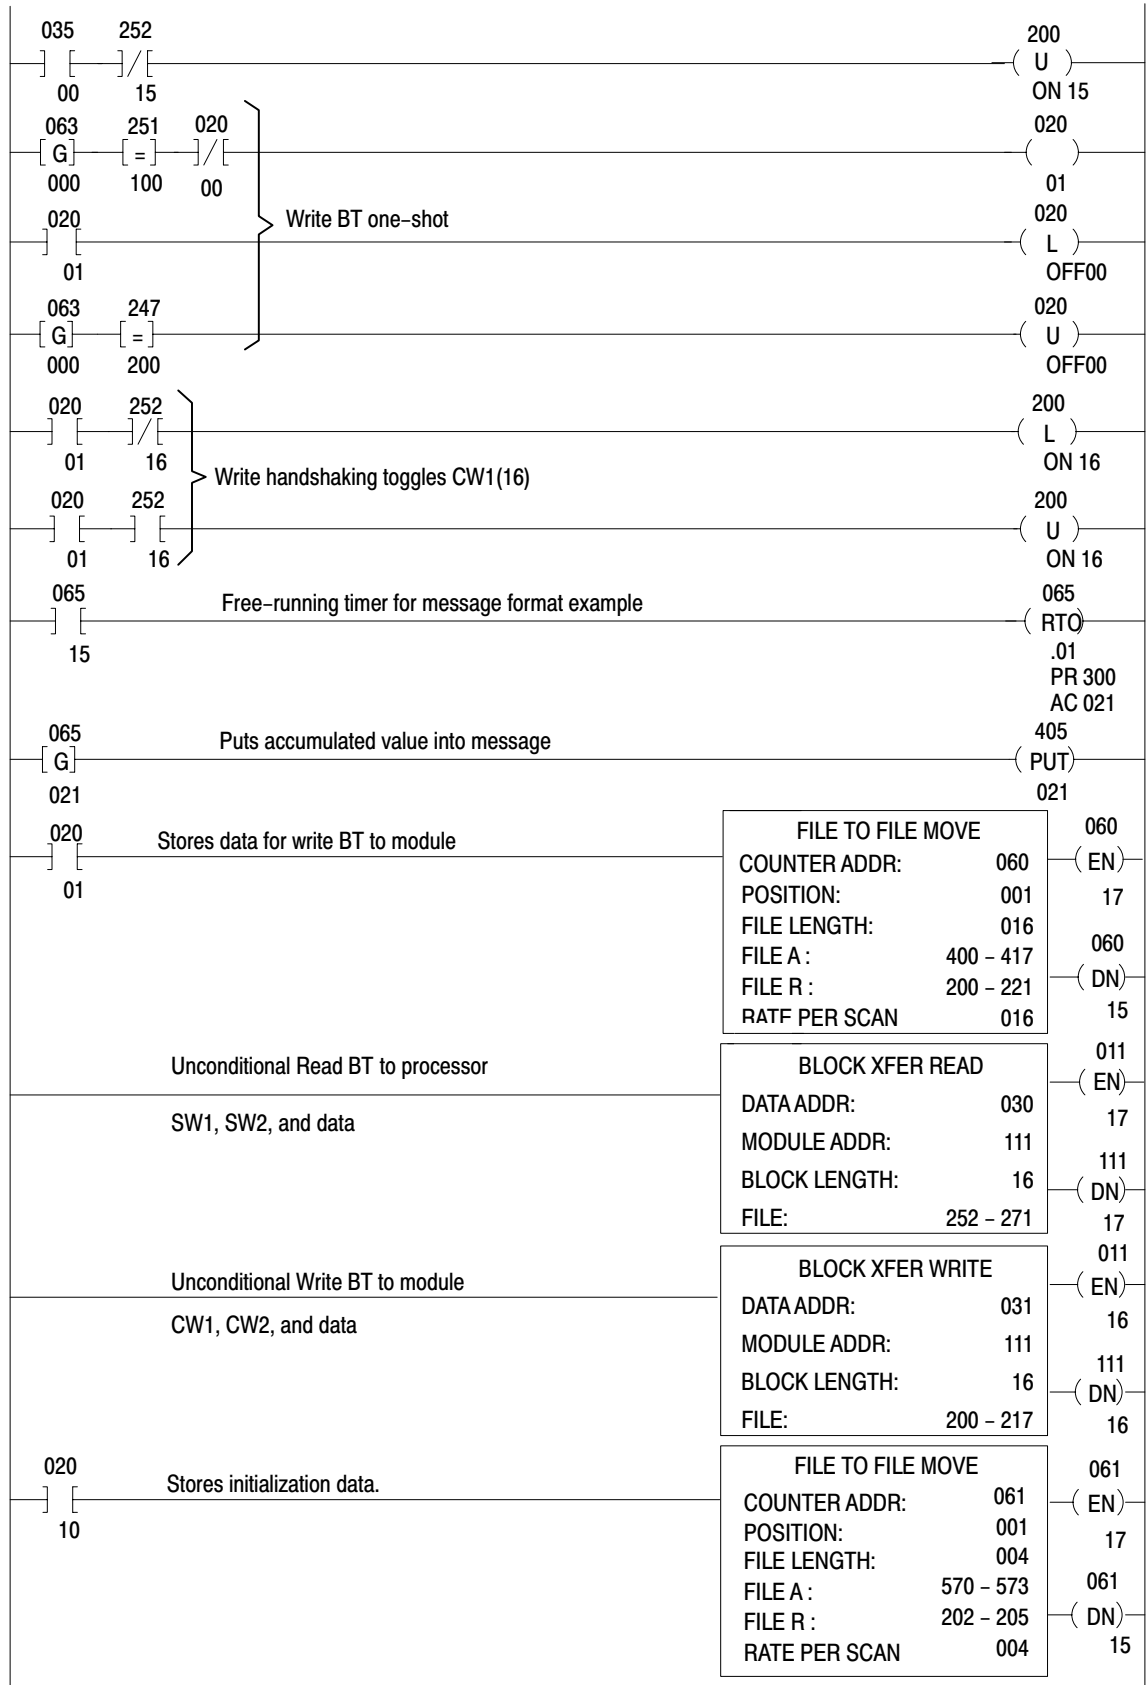 035 252 200
U
00 15 ON 15
063 251 020 020
G =
000 100 00 01
Write BT one-shot
020 020
L
01 OFF00
063 247 020
G = U
000 200 OFF00
020 252 200
L
01 16 ON 16
Write handshaking toggles CW1(16)
020 252 200
U
01 16 ON 16
065 Free-running timer for message format example 065
RTO
15 .01
PR 300
AC 021
065 Puts accumulated value into message 405
G PUT
021 021
020 Stores data for write BT to module
01
FILE TO FILE MOVE 060
COUNTER ADDR: 060 EN
POSITION: 001 17
FILE LENGTH: 016
FILE A : 400 - 417 060
FILE R : 200 - 221 DN
RATE PER SCAN 016 15
Unconditional Read BT to processor
SW1, SW2, and data
BLOCK XFER READ 011
EN
DATA ADDR: 030 17
MODULE ADDR: 111
BLOCK LENGTH: 16 111
DN
FILE: 252 - 271 17
Unconditional Write BT to module
CW1, CW2, and data
BLOCK XFER WRITE 011
EN
DATA ADDR: 031 16
MODULE ADDR: 111
BLOCK LENGTH: 16 111
DN
FILE: 200 - 217 16
020 Stores initialization data.
10
FILE TO FILE MOVE 061
COUNTER ADDR: 061 EN
POSITION: 001 17
FILE LENGTH: 004
FILE A : 570 - 573 061
FILE R : 202 - 205 DN
RATE PER SCAN 004 15